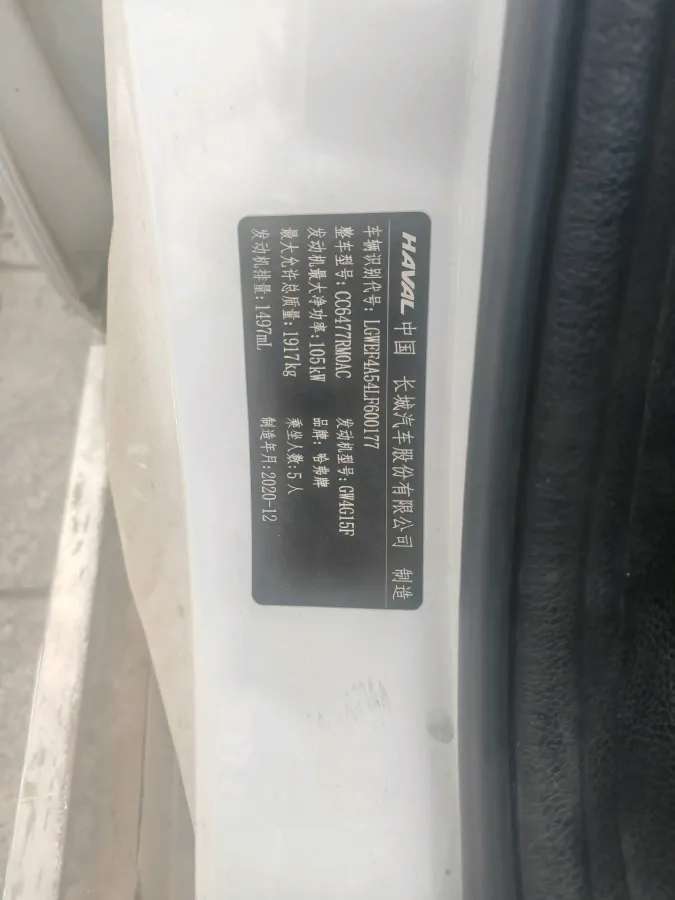 HAVAL 中国 长城汽车股份有限公司 制造
车辆识别代号: LGWEF4A54LF600177
整车型号: CC6477RM0AC 发动机型号: GW4G15F
发动机最大净功率: 105kW 品牌: 哈弗牌
最大允许总质量: 1917kg 乘坐人数: 5人
发动机排量: 1497mL 制造年月: 2020-12